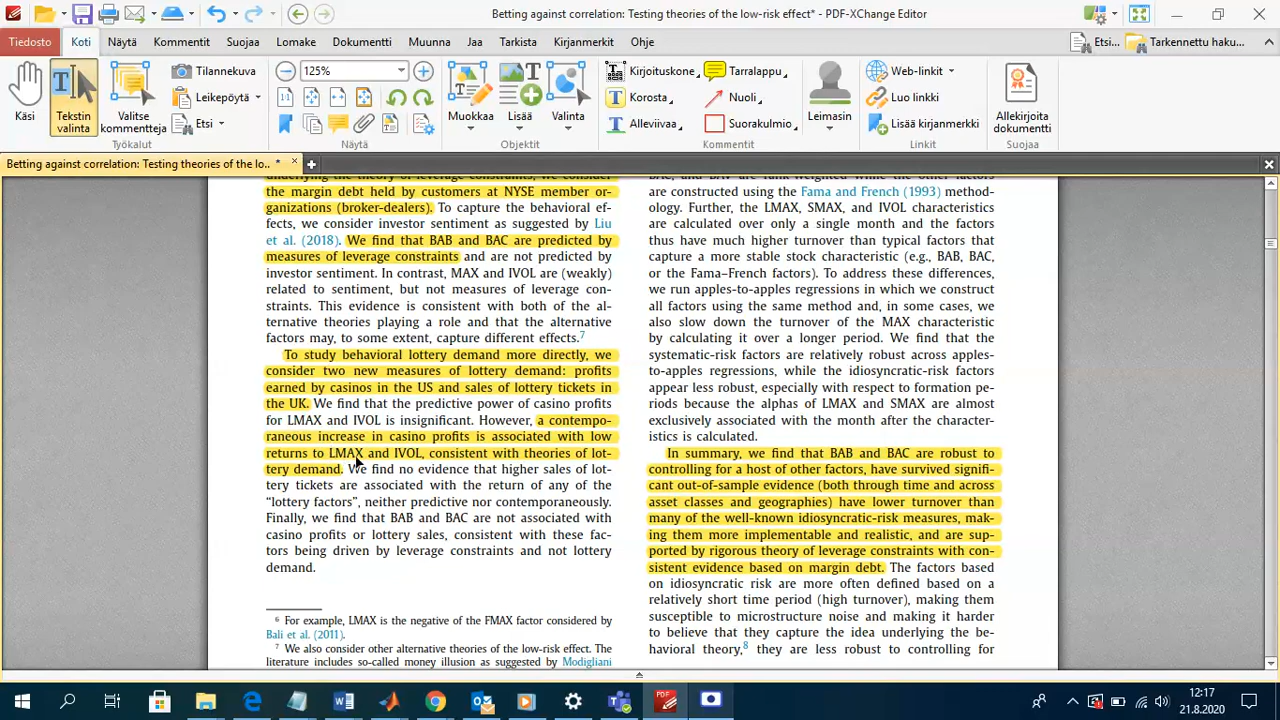 Betting against correlation: Testing theories of the low-risk effect* - PDF-XChange Editor
Tiedosto
Koti
Näytä
Kommentit
Suojaa
Lomake
Dokumentti
Muunna
Jaa
Tarkista
Kirjanmerkit
Ohje
Etsi...
Tarkennettu haku...
Käsi
Tekstin valinta
Valitse kommentteja
Tilannekuva
Leikepöytä
Etsi
Työkalut
125%
Näytä
Muokkaa
Lisää
Valinta
Objektit
Kirjoituskone
Korosta
Alleviivaa
Tarralappu
Nuoli
Suorakulmio
Leimasin
Kommentit
Web-linkit
Luo linkki
Lisää kirjanmerkki
Linkit
Allekirjoita dokumentti
Suojaa
Betting against correlation: Testing theories of the lo.. *
the margin debt held by customers at NYSE member or-
ganizations (broker-dealers). To capture the behavioral ef-
fects, we consider investor sentiment as suggested by Liu
et al. (2018). We find that BAB and BAC are predicted by
measures of leverage constraints and are not predicted by
investor sentiment. In contrast, MAX and IVOL are (weakly)
related to sentiment, but not measures of leverage con-
straints. This evidence is consistent with both of the al-
ternative theories playing a role and that the alternative
factors may, to some extent, capture different effects.7
To study behavioral lottery demand more directly, we
consider two new measures of lottery demand: profits
earned by casinos in the US and sales of lottery tickets in
the UK. We find that the predictive power of casino profits
for LMAX and IVOL is insignificant. However, a contempo-
raneous increase in casino profits is associated with low
returns to LMAX and IVOL, consistent with theories of lot-
tery demand. We find no evidence that higher sales of lot-
tery tickets are associated with the return of any of the
“lottery factors”, neither predictive nor contemporaneously.
Finally, we find that BAB and BAC are not associated with
casino profits or lottery sales, consistent with these fac-
tors being driven by leverage constraints and not lottery
demand.
6 For example, LMAX is the negative of the FMAX factor considered by
Bali et al. (2011).
7 We also consider other alternative theories of the low-risk effect. The
literature includes so-called money illusion as suggested by Modigliani
are constructed using the Fama and French (1993) method-
ology. Further, the LMAX, SMAX, and IVOL characteristics
are calculated over only a single month and the factors
thus have much higher turnover than typical factors that
capture a more stable stock characteristic (e.g., BAB, BAC,
or the Fama–French factors). To address these differences,
we run apples-to-apples regressions in which we construct
all factors using the same method and, in some cases, we
also slow down the turnover of the MAX characteristic
by calculating it over a longer period. We find that the
systematic-risk factors are relatively robust across apples-
to-apples regressions, while the idiosyncratic-risk factors
appear less robust, especially with respect to formation pe-
riods because the alphas of LMAX and SMAX are almost
exclusively associated with the month after the character-
istic is calculated.
In summary, we find that BAB and BAC are robust to
controlling for a host of other factors, have survived signifi-
cant out-of-sample evidence (both through time and across
asset classes and geographies) have lower turnover than
many of the well-known idiosyncratic-risk measures, mak-
ing them more implementable and realistic, and are sup-
ported by rigorous theory of leverage constraints with con-
sistent evidence based on margin debt. The factors based
on idiosyncratic risk are more often defined based on a
relatively short time period (high turnover), making them
susceptible to microstructure noise and making it harder
to believe that they capture the idea underlying the be-
havioral theory,8 they are less robust to controlling for
12:17
21.8.2020